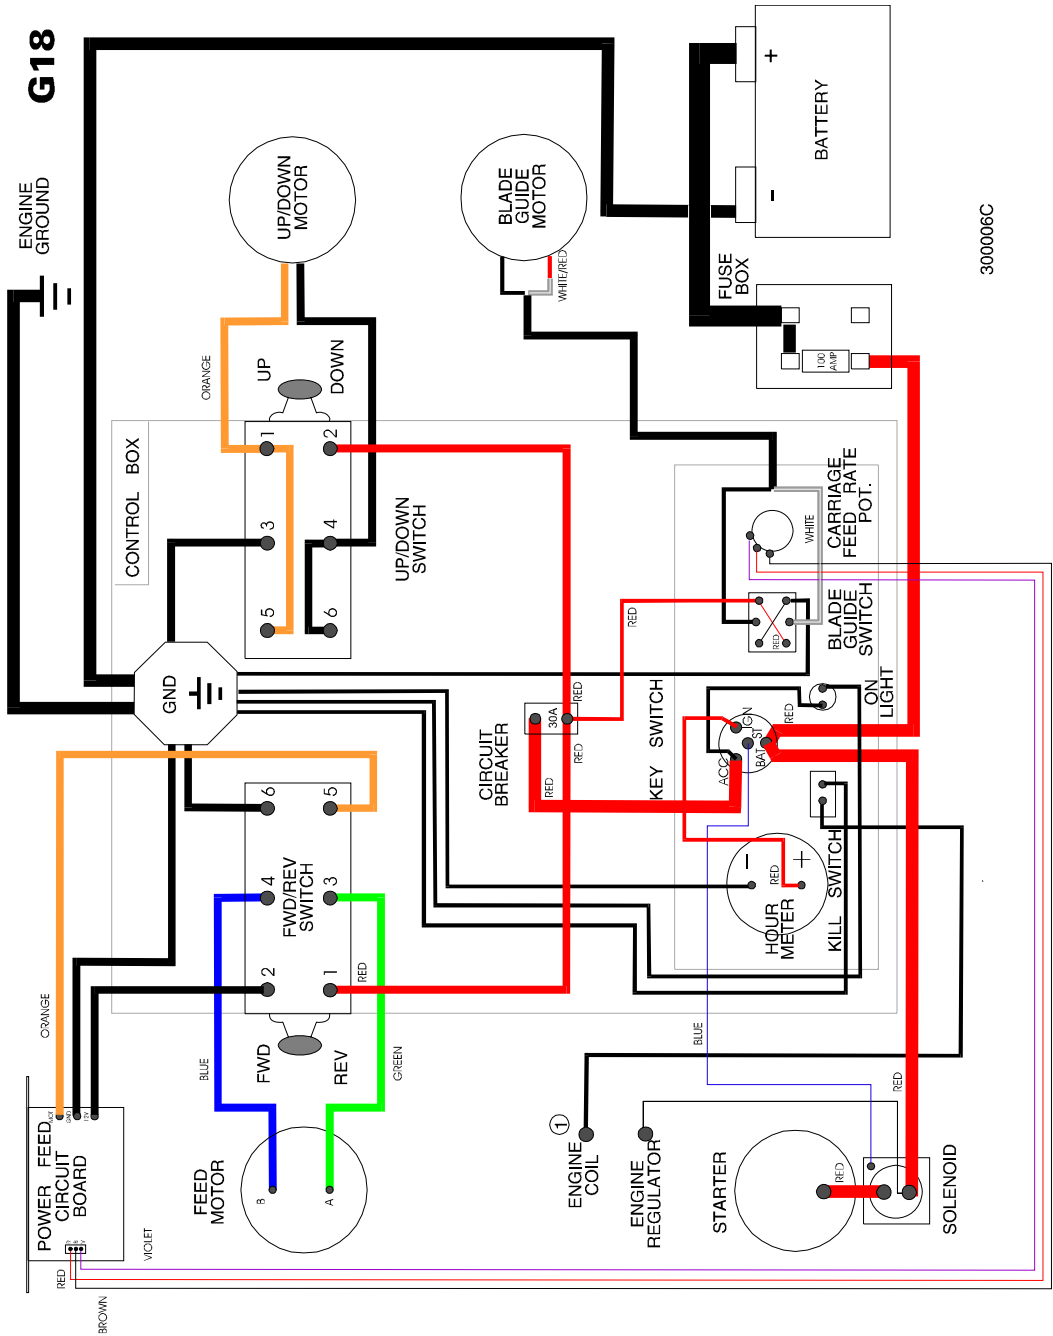 G18
ENGINE
GROUND
UP/DOWN
MOTOR
BLADE
GUIDE
MOTOR
WHITE/RED
BATTERY
+
-
300006C
FUSE
BOX
100
AMP
ORANGE
UP
DOWN
CONTROL BOX
1
2
3
4
5
6
UP/DOWN
SWITCH
CARRIAGE
FEED RATE
POT.
WHITE
BLADE
GUIDE
SWITCH
RED
RED
GND
ON
LIGHT
RED
KEY SWITCH
IGN
ST
BAT
ACC
CIRCUIT
BREAKER
30A
RED
RED
RED
6
5
4
3
2
1
FWD/REV
SWITCH
RED
HOUR
METER
-
+
RED
KILL SWITCH
ORANGE
BLUE
FWD
REV
GREEN
BLUE
RED
POWER FEED
CIRCUIT
BOARD
MOT
GND
12V
VIOLET
RED
BROWN
FEED
MOTOR
B
A
1
ENGINE
COIL
ENGINE
REGULATOR
STARTER
RED
SOLENOID